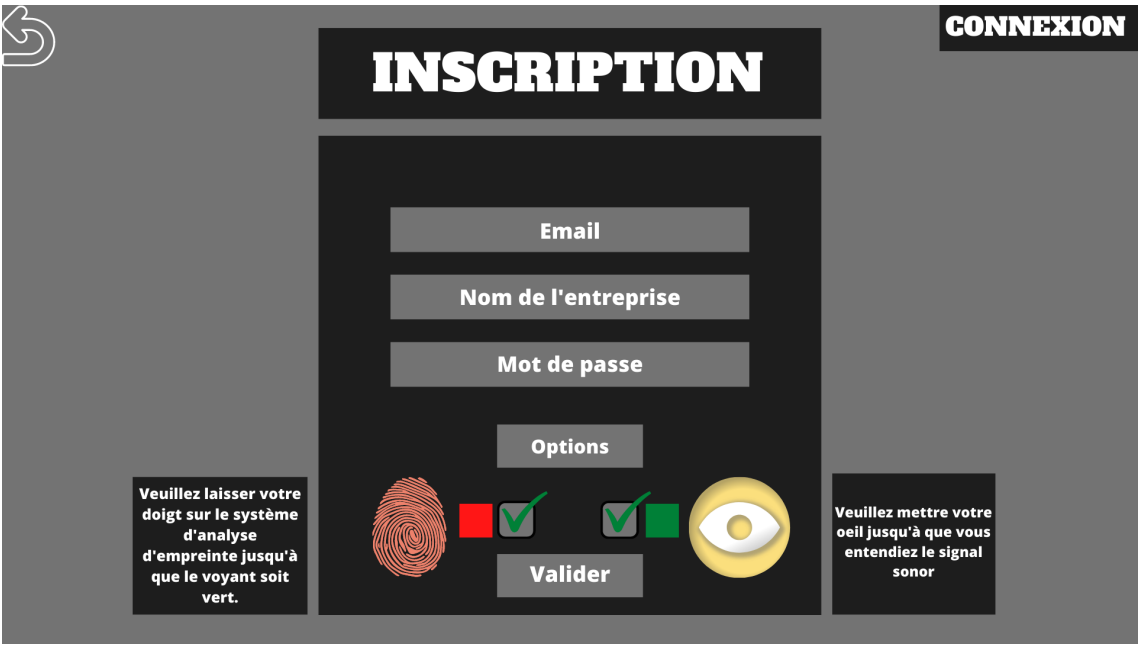 CONNEXION
INSCRIPTION
Email
Nom de l'entreprise
Mot de passe
Options
Veuillez laisser votre
doigt sur le système
d'analyse
d'empreinte jusqu'à
que le voyant soit
vert.
Veuillez mettre votre
oeil jusqu'à que vous
entendiez le signal
sonor
Valider